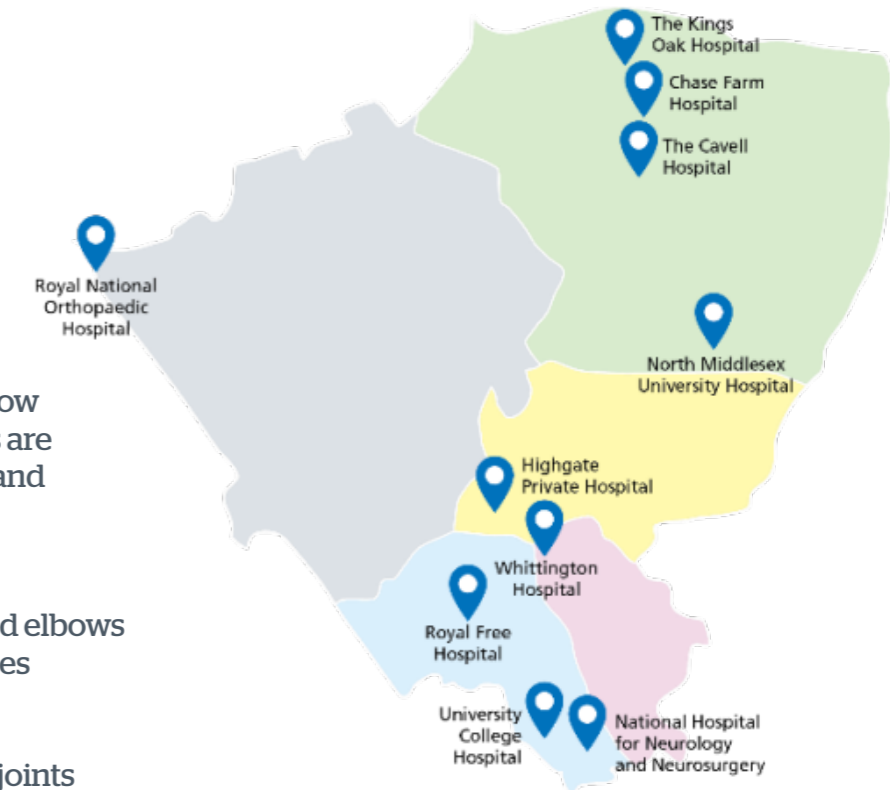 The Kings
Oak Hospital
Chase Farm
Hospital
The Cavell
Hospital
Royal National
Orthopaedic
Hospital
North Middlesex
University Hospital
are
and
Highgate
Private Hospital
Whittington
Hospital
elbows
Royal Free
Hospital
University
College
Hospital
National Hospital
for Neurology
and Neurosurgery
joints